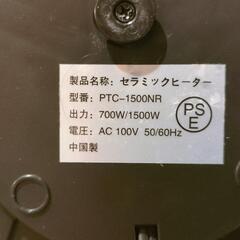 製品名称：セラミックヒーター
型番：PTC-1500NR
出力：700W/1500W
電圧：AC 100V 50/60Hz
中国製
PS
E